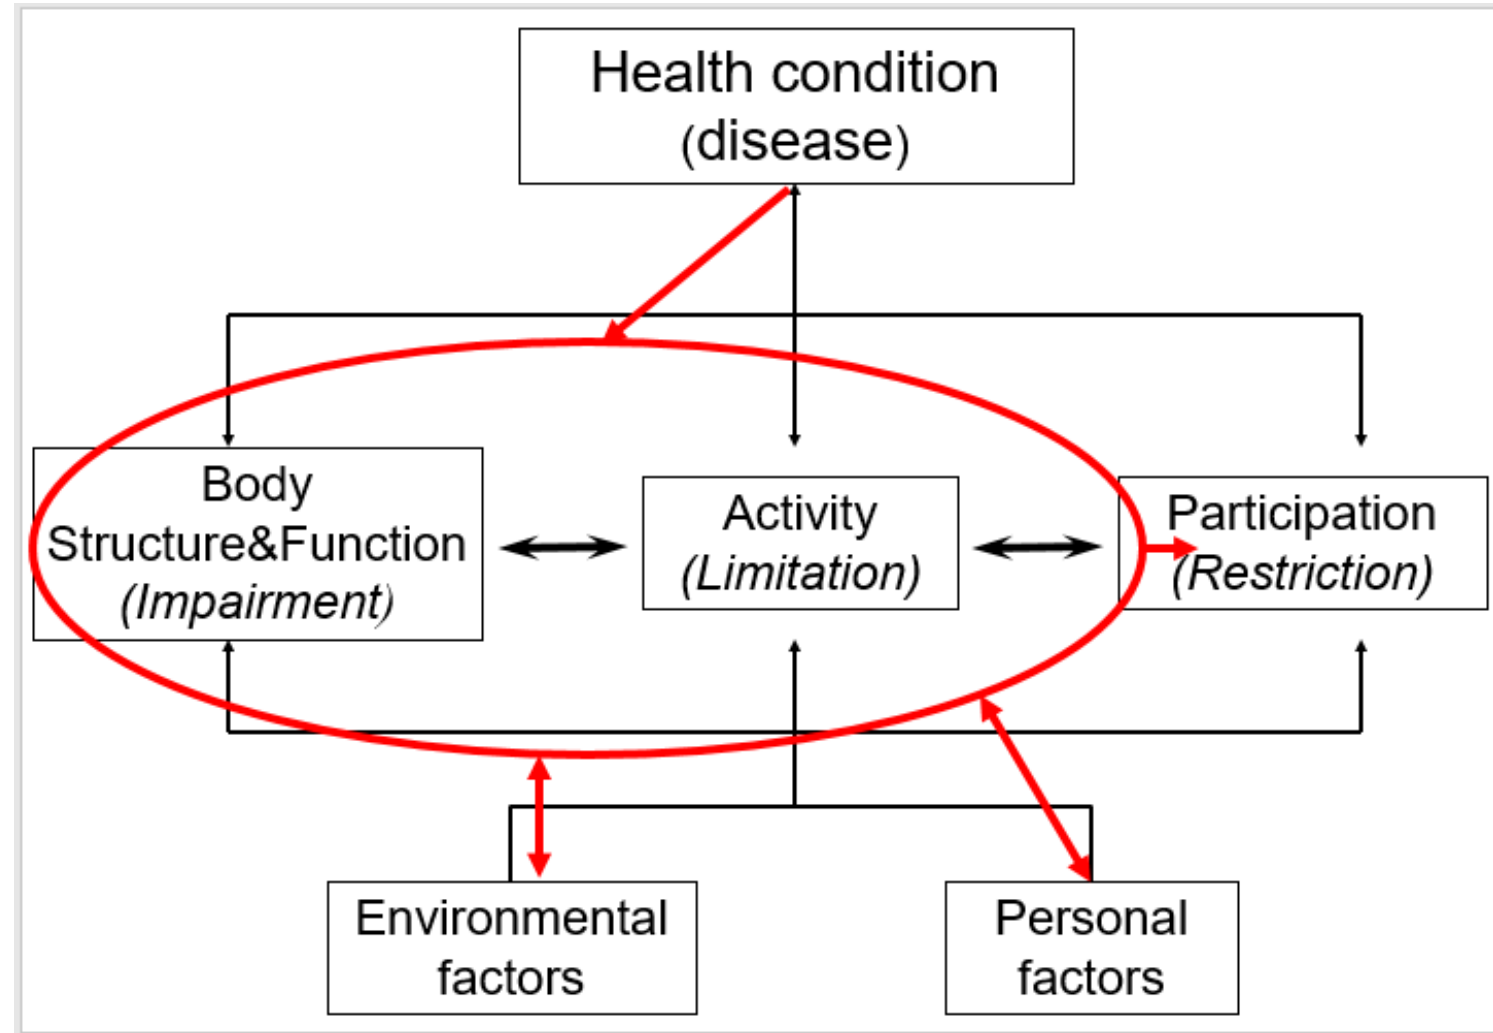 Health condition
(disease)
Body
Structure&Function
(Impairment)
Activity
(Limitation)
Participation
(Restriction)
Environmental
factors
Personal
factors